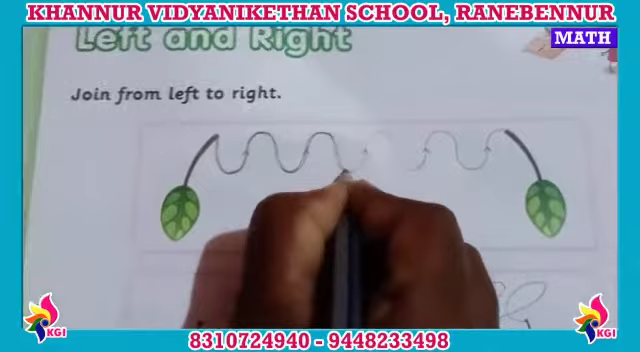 KHANNUR VIDYANIKETHAN SCHOOL, RANEBENNUR
Left and Right
MATH
Join from left to right.
KGI
KGI
8310724940 - 9448233498